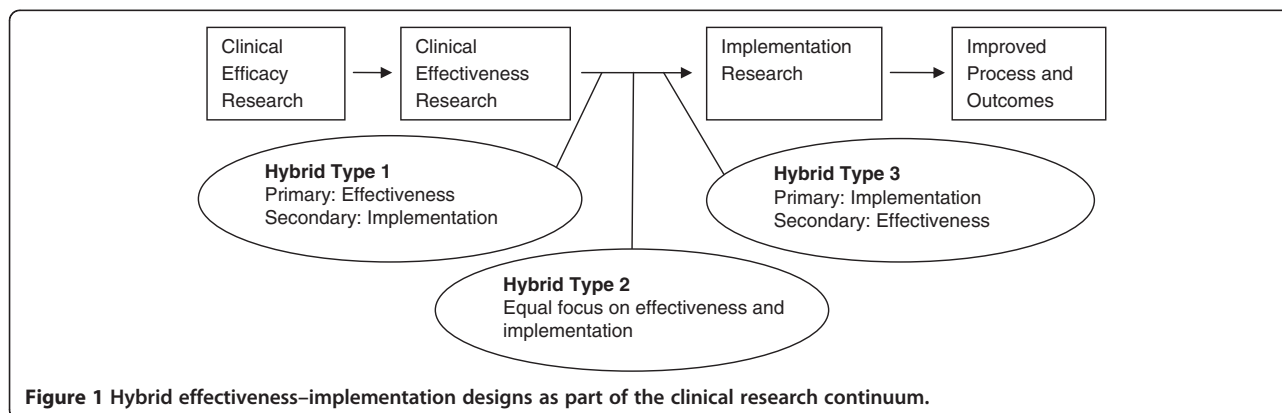 Clinical
Efficacy
Research
Clinical
Effectiveness
Research
Implementation
Research
Improved
Process and
Outcomes
Hybrid Type 1
Primary: Effectiveness
Secondary: Implementation
Hybrid Type 3
Primary: Implementation
Secondary: Effectiveness
Hybrid Type 2
Equal focus on effectiveness and
implementation
Figure 1 Hybrid effectiveness–implementation designs as part of the clinical research continuum.